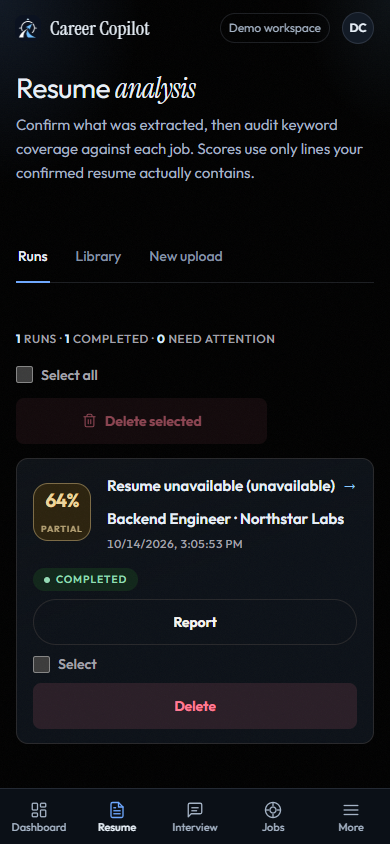 Career Copilot
Demo workspace
DC
Resume analysis
Confirm what was extracted, then audit keyword
coverage against each job. Scores use only lines your
confirmed resume actually contains.
Runs
Library
New upload
1 RUNS · 1 COMPLETED · 0 NEED ATTENTION
Select all
Delete selected
64%
PARTIAL
Resume unavailable (unavailable) →
Backend Engineer · Northstar Labs
10/14/2026, 3:05:53 PM
COMPLETED
Report
Select
Delete
Dashboard
Resume
Interview
Jobs
More